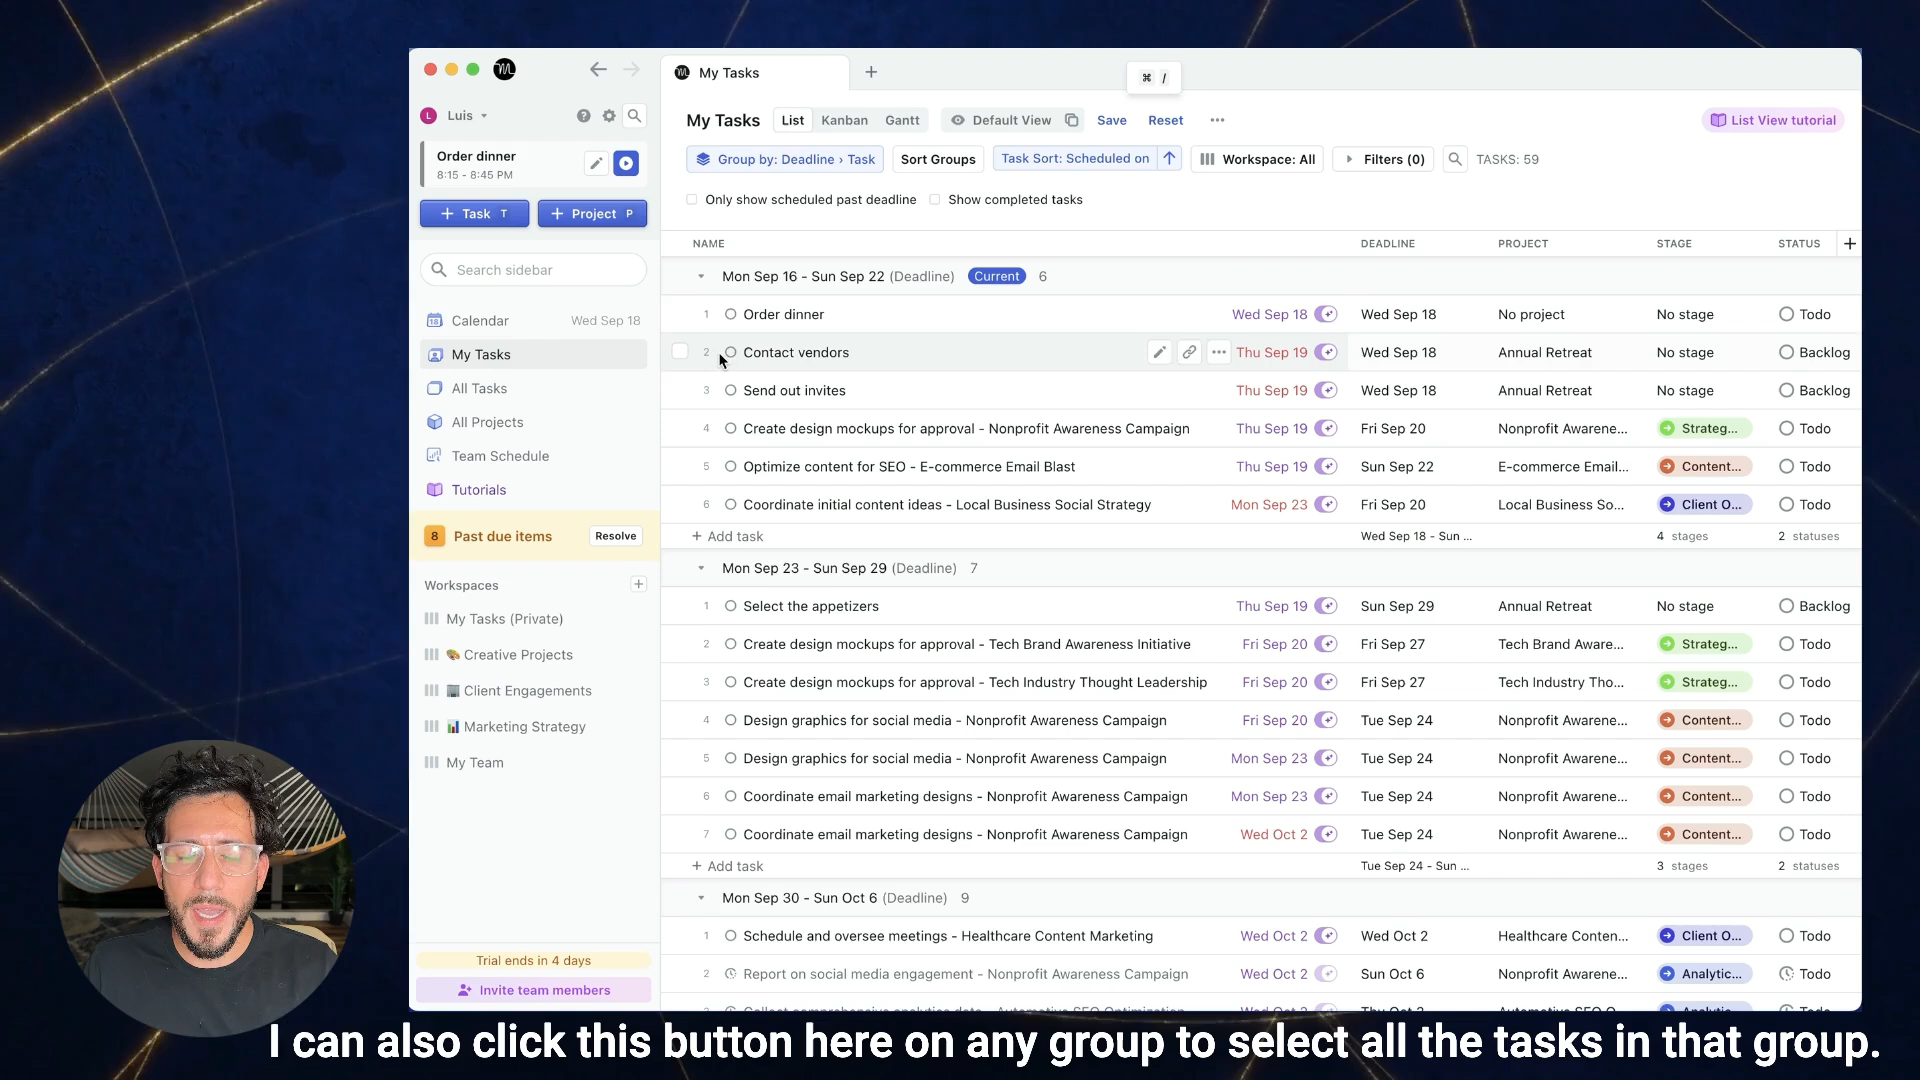 My Tasks
⌘ /
L Luis
My Tasks List Kanban Gantt Default View Save Reset
List View tutorial
Order dinner
8:15 - 8:45 PM
Group by: Deadline › Task Sort Groups Task Sort: Scheduled on Workspace: All Filters (0) TASKS: 59
Only show scheduled past deadline Show completed tasks
+ Task T + Project P
Search sidebar
Calendar Wed Sep 18
My Tasks
All Tasks
All Projects
Team Schedule
Tutorials
8 Past due items Resolve
Workspaces
My Tasks (Private)
Creative Projects
Client Engagements
Marketing Strategy
My Team
Trial ends in 4 days
Invite team members
NAME DEADLINE PROJECT STAGE STATUS +
Mon Sep 16 - Sun Sep 22 (Deadline) Current 6
1 Order dinner Wed Sep 18 Wed Sep 18 No project No stage Todo
2 Contact vendors Thu Sep 19 Wed Sep 18 Annual Retreat No stage Backlog
3 Send out invites Thu Sep 19 Wed Sep 18 Annual Retreat No stage Backlog
4 Create design mockups for approval - Nonprofit Awareness Campaign Thu Sep 19 Fri Sep 20 Nonprofit Awarene... Strateg... Todo
5 Optimize content for SEO - E-commerce Email Blast Thu Sep 19 Sun Sep 22 E-commerce Email... Content... Todo
6 Coordinate initial content ideas - Local Business Social Strategy Mon Sep 23 Fri Sep 20 Local Business So... Client O... Todo
+ Add task Wed Sep 18 - Sun ... 4 stages 2 statuses
Mon Sep 23 - Sun Sep 29 (Deadline) 7
1 Select the appetizers Thu Sep 19 Sun Sep 29 Annual Retreat No stage Backlog
2 Create design mockups for approval - Tech Brand Awareness Initiative Fri Sep 20 Fri Sep 27 Tech Brand Aware... Strateg... Todo
3 Create design mockups for approval - Tech Industry Thought Leadership Fri Sep 20 Fri Sep 27 Tech Industry Tho... Strateg... Todo
4 Design graphics for social media - Nonprofit Awareness Campaign Fri Sep 20 Tue Sep 24 Nonprofit Awarene... Content... Todo
5 Design graphics for social media - Nonprofit Awareness Campaign Mon Sep 23 Tue Sep 24 Nonprofit Awarene... Content... Todo
6 Coordinate email marketing designs - Nonprofit Awareness Campaign Mon Sep 23 Tue Sep 24 Nonprofit Awarene... Content... Todo
7 Coordinate email marketing designs - Nonprofit Awareness Campaign Wed Oct 2 Tue Sep 24 Nonprofit Awarene... Content... Todo
+ Add task Tue Sep 24 - Sun ... 3 stages 2 statuses
Mon Sep 30 - Sun Oct 6 (Deadline) 9
1 Schedule and oversee meetings - Healthcare Content Marketing Wed Oct 2 Wed Oct 2 Healthcare Conten... Client O... Todo
2 Report on social media engagement - Nonprofit Awareness Campaign Wed Oct 2 Sun Oct 6 Nonprofit Awarene... Analytic... Todo
I can also click this button here on any group to select all the tasks in that group.